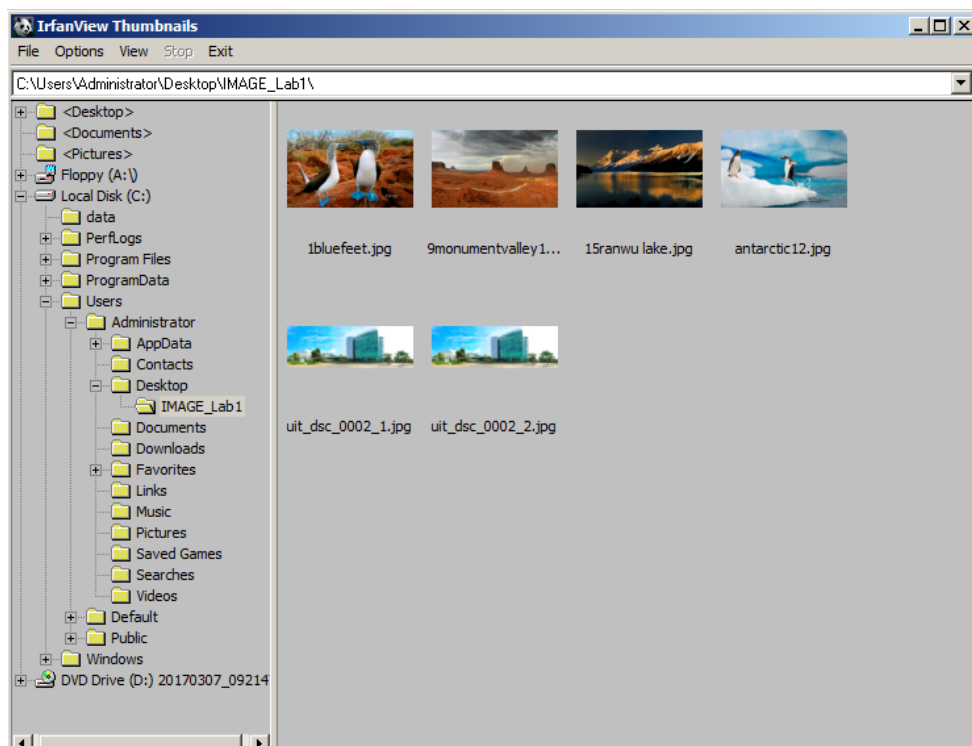 IrfanView Thumbnails
File Options View Stop Exit
C:\Users\Administrator\Desktop\IMAGE_Lab1\
<Desktop>
<Documents>
<Pictures>
Floppy (A:\)
Local Disk (C:)
data
PerfLogs
Program Files
ProgramData
Users
Administrator
AppData
Contacts
Desktop
IMAGE_Lab1
Documents
Downloads
Favorites
Links
Music
Pictures
Saved Games
Searches
Videos
Default
Public
Windows
DVD Drive (D:) 20170307_09214
1bluefeet.jpg 9monumentvalley1... 15ranwu lake.jpg antarctic12.jpg
uit_dsc_0002_1.jpg uit_dsc_0002_2.jpg